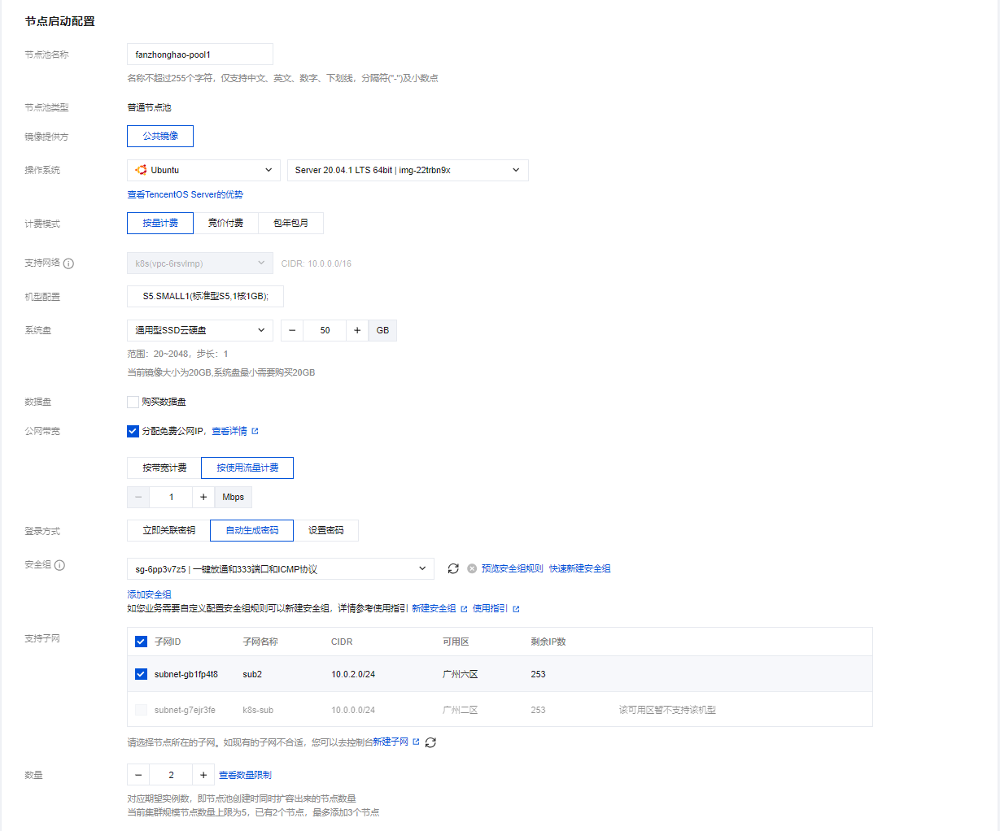 节点启动配置
节点池名称
fanzhonghao-pool1
名称不超过255个字符，仅支持中文、英文、数字、下划线，分隔符("-")及小数点
节点池类型
普通节点池
镜像提供方
公共镜像
操作系统
Ubuntu
Server 20.04.1 LTS 64bit | img-22trbn9x
查看TencentOS Server的优势
计费模式
按量计费 竞价付费 包年包月
支持网络
k8s(vpc-6rsvlrnp)
CIDR: 10.0.0.0/16
机型配置
S5.SMALL1(标准型S5,1核1GB);
系统盘
通用型SSD云硬盘
− 50 + GB
范围：20~2048，步长：1
当前镜像大小为20GB,系统盘最小需要购买20GB
数据盘
购买数据盘
公网带宽
分配免费公网IP，查看详情
按带宽计费 按使用流量计费
− 1 + Mbps
登录方式
立即关联密钥 自动生成密码 设置密码
安全组
sg-6pp3v7z5 | 一键放通和333端口和ICMP协议
预览安全组规则 快速新建安全组
添加安全组
如您业务需要自定义配置安全组规则可以新建安全组，详情参考使用指引 新建安全组 使用指引
支持子网
子网ID 子网名称 CIDR 可用区 剩余IP数
subnet-gb1fp4t8 sub2 10.0.2.0/24 广州六区 253
subnet-g7ejr3fe k8s-sub 10.0.0.0/24 广州二区 253 该可用区暂不支持该机型
请选择节点所在的子网。如现有的子网不合适，您可以去控制台新建子网
数量
− 2 + 查看数量限制
对应期望实例数，即节点池创建时同时扩容出来的节点数量
当前集群规模节点数量上限为5，已有2个节点，最多添加3个节点